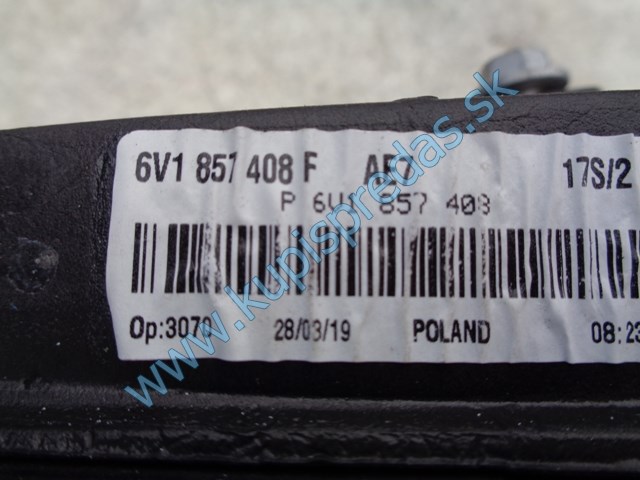 6V1 857 408 F 17S/2
P 6V1 857 408
Op:3070 28/03/19 POLAND 08:23
www.kupispredas.sk